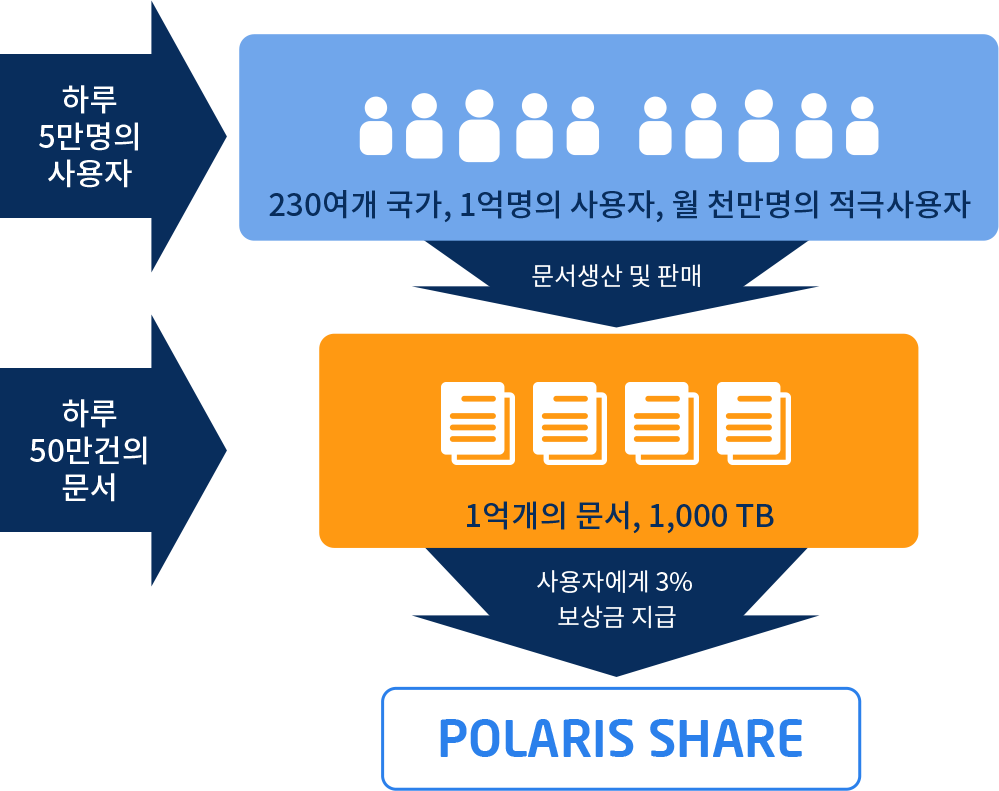 하루
5만명의
사용자
230여개 국가, 1억명의 사용자, 월 천만명의 적극사용자
문서생산 및 판매
하루
50만건의
문서
1억개의 문서, 1,000 TB
사용자에게 3%
보상금 지급
POLARIS SHARE